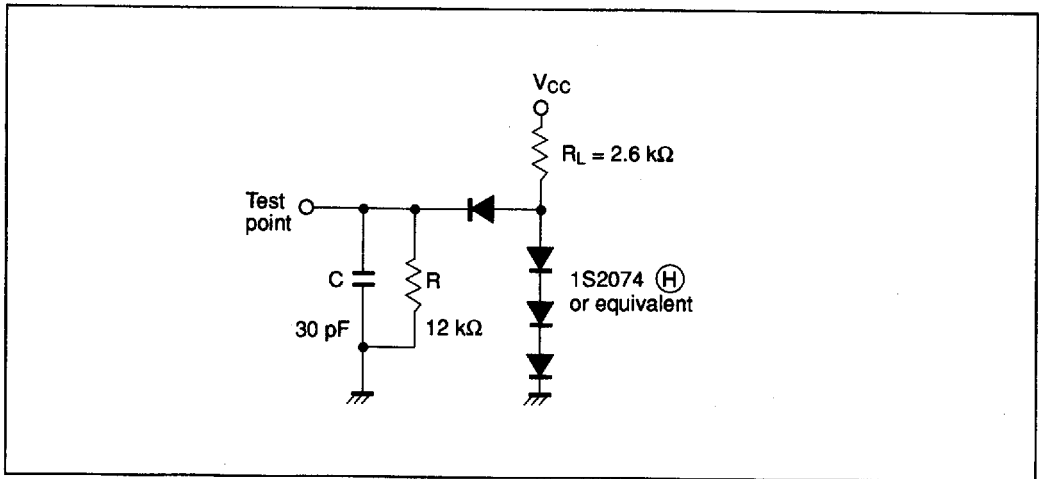 VCC
RL = 2.6 kΩ
Test
point
C
R
1S2074 Ⓗ
or equivalent
30 pF
12 kΩ